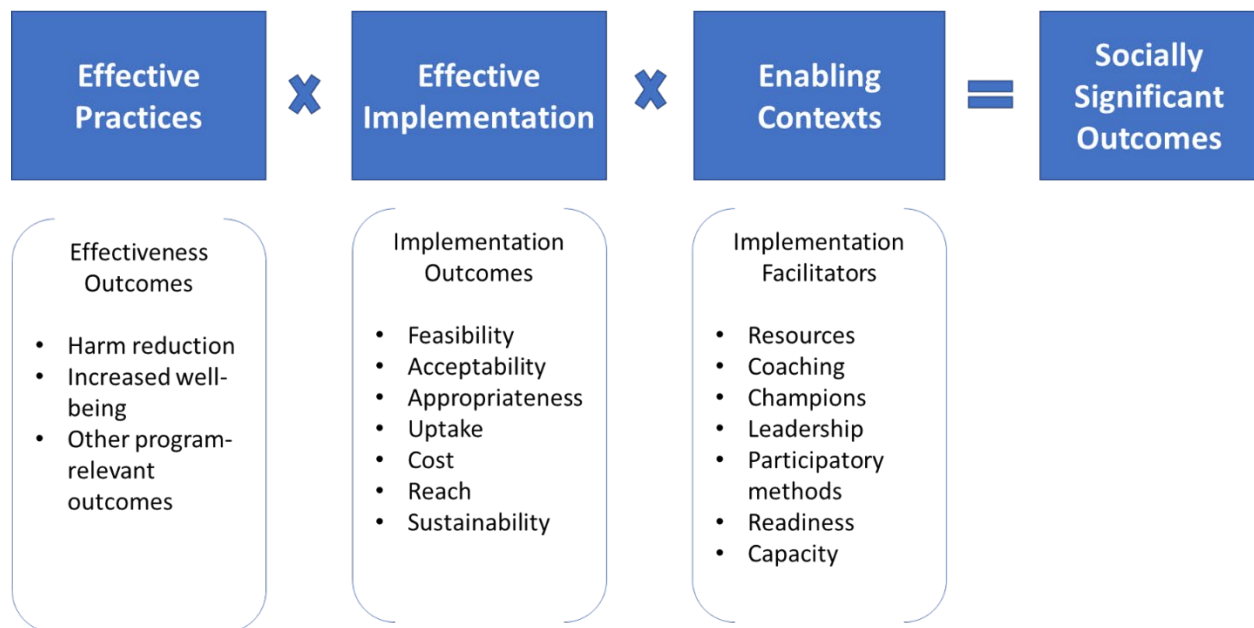 Effective
Practices
Effective
Implementation
Enabling
Contexts
Socially
Significant
Outcomes
Effectiveness
Outcomes
• Harm reduction
• Increased well-
being
• Other program-
relevant
outcomes
Implementation
Outcomes
• Feasibility
• Acceptability
• Appropriateness
• Uptake
• Cost
• Reach
• Sustainability
Implementation
Facilitators
• Resources
• Coaching
• Champions
• Leadership
• Participatory
methods
• Readiness
• Capacity